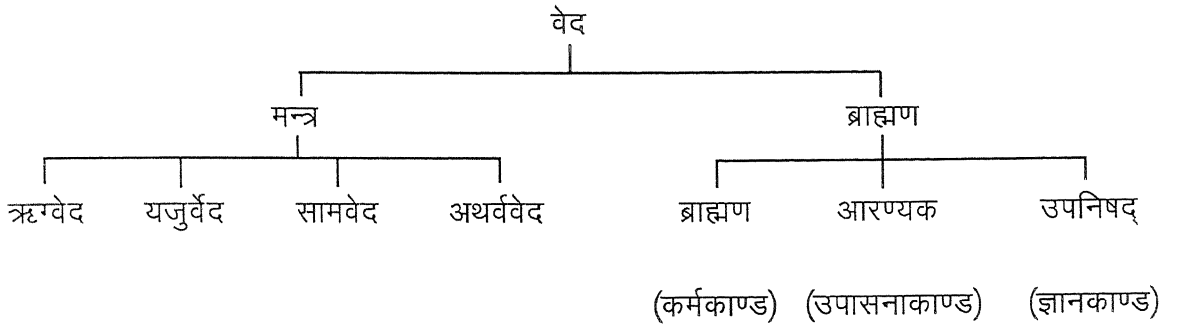 वेद
मन्त्र ब्राह्मण
ऋग्वेद यजुर्वेद सामवेद अथर्ववेद ब्राह्मण आरण्यक उपनिषद्
(कर्मकाण्ड) (उपासनाकाण्ड) (ज्ञानकाण्ड)